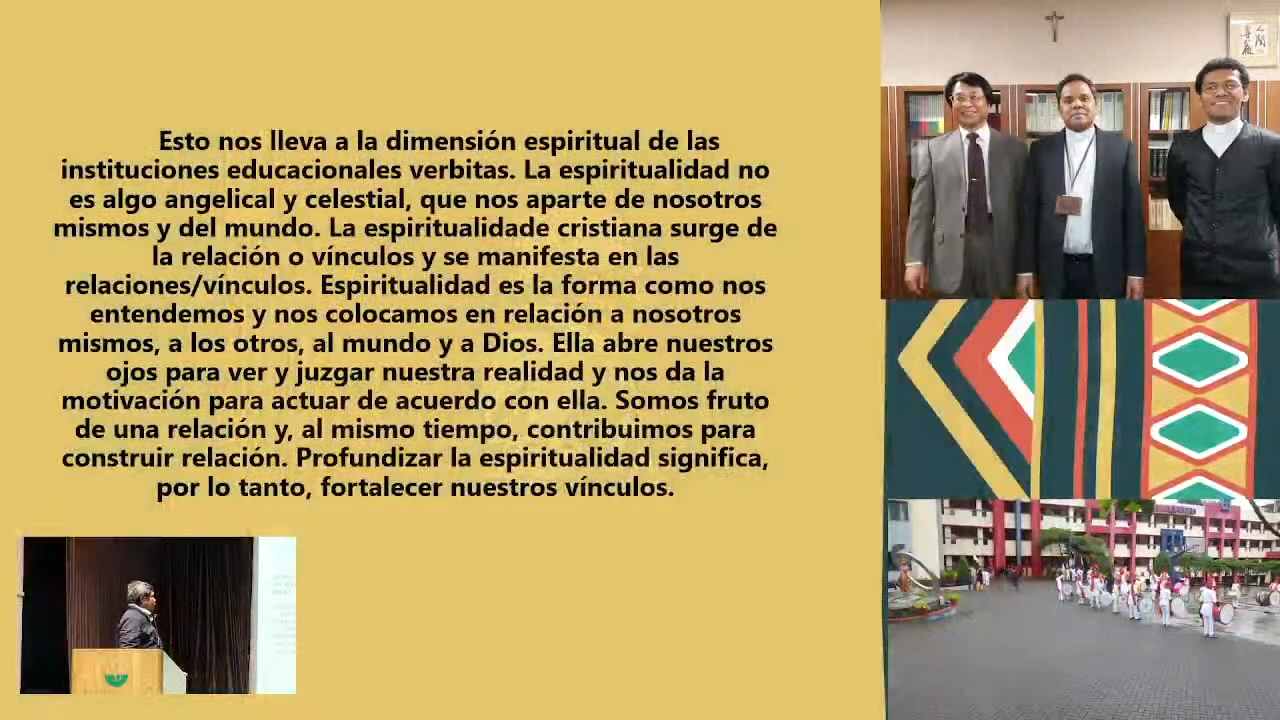 Esto nos lleva a la dimensión espiritual de las
instituciones educacionales verbitas. La espiritualidad no
es algo angelical y celestial, que nos aparte de nosotros
mismos y del mundo. La espiritualidade cristiana surge de
la relación o vínculos y se manifesta en las
relaciones/vínculos. Espiritualidad es la forma como nos
entendemos y nos colocamos en relación a nosotros
mismos, a los otros, al mundo y a Dios. Ella abre nuestros
ojos para ver y juzgar nuestra realidad y nos da la
motivación para actuar de acuerdo con ella. Somos fruto
de una relación y, al mismo tiempo, contribuimos para
construir relación. Profundizar la espiritualidad significa,
por lo tanto, fortalecer nuestros vínculos.